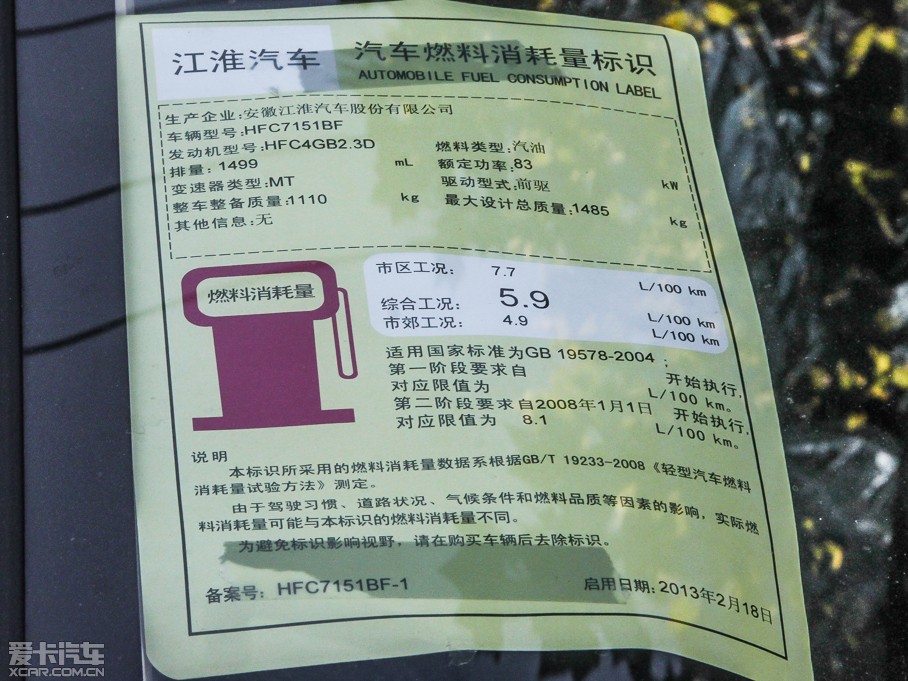 江淮汽车 汽车燃料消耗量标识
AUTOMOBILE FUEL CONSUMPTION LABEL
生产企业:安徽江淮汽车股份有限公司
车辆型号:HFC7151BF
发动机型号:HFC4GB2.3D 燃料类型:汽油
排量:1499 mL 额定功率:83 kW
变速器类型:MT 驱动型式:前驱
整车整备质量:1110 kg 最大设计总质量:1485 kg
其他信息:无
燃料消耗量
市区工况: 7.7 L/100 km
综合工况: 5.9 L/100 km
市郊工况: 4.9 L/100 km
适用国家标准为GB 19578-2004;
第一阶段要求自 开始执行,
对应限值为 L/100 km。
第二阶段要求自2008年1月1日 开始执行,
对应限值为 8.1 L/100 km。
说明
本标识所采用的燃料消耗量数据系根据GB/T 19233-2008《轻型汽车燃料
消耗量试验方法》测定。
由于驾驶习惯、道路状况、气候条件和燃料品质等因素的影响,实际燃
料消耗量可能与本标识的燃料消耗量不同。
为避免标识影响视野,请在购买车辆后去除标识。
备案号: HFC7151BF-1 启用日期:2013年2月18日
爱卡汽车
XCAR.COM.CN